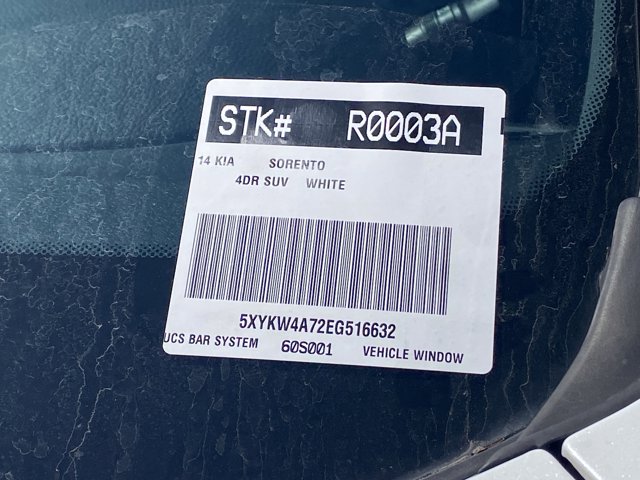 STK# R0003A
14 KIA SORENTO
4DR SUV WHITE
5XYKW4A72EG516632
UCS BAR SYSTEM 60S001 VEHICLE WINDOW